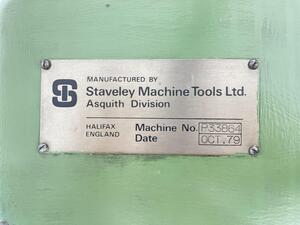 MANUFACTURED BY
Staveley Machine Tools Ltd.
Asquith Division
HALIFAX
ENGLAND
Machine No. P33864
Date OCT.79